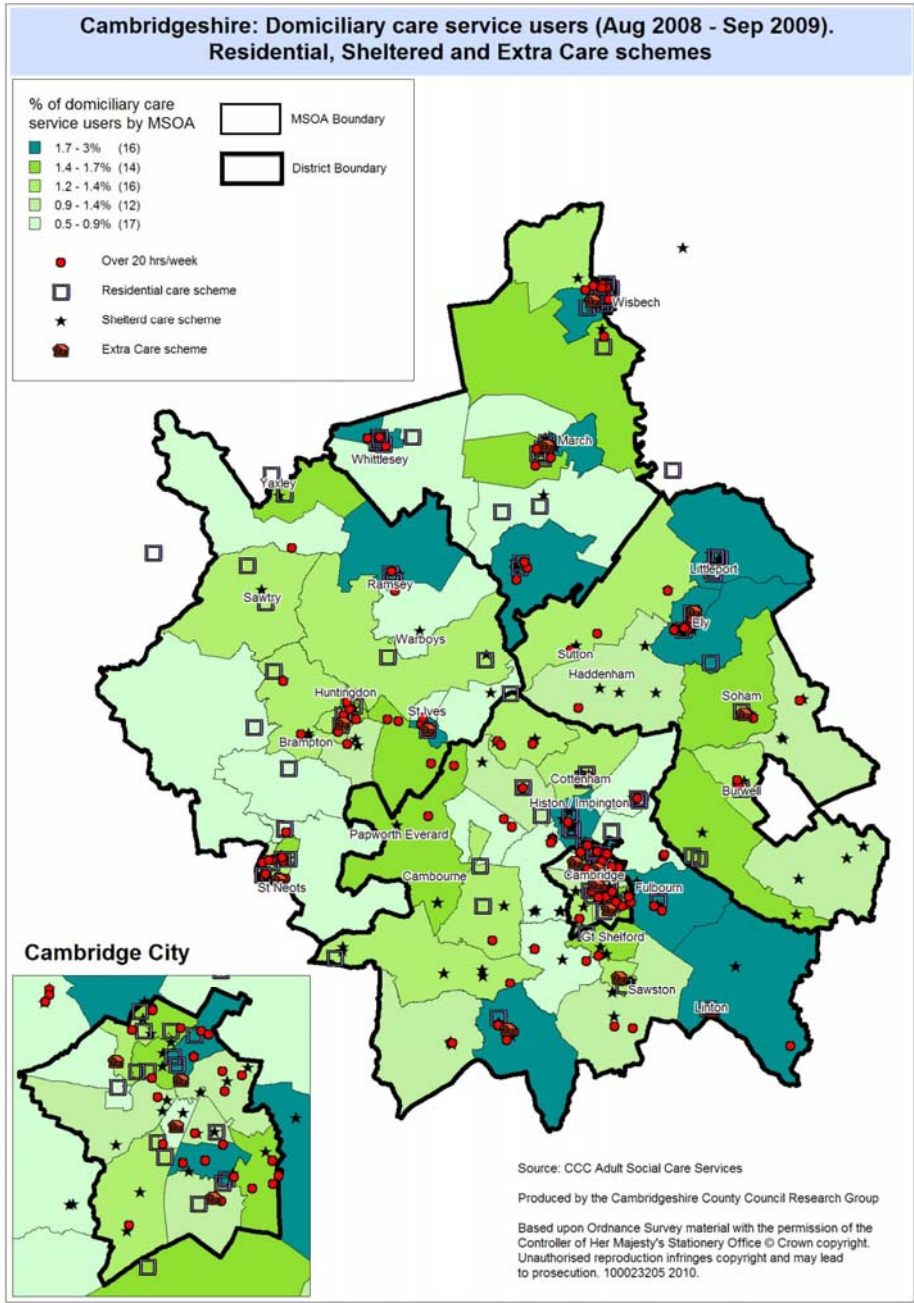 Cambridgeshire: Domiciliary care service users (Aug 2008 - Sep 2009).
Residential, Sheltered and Extra Care schemes
% of domiciliary care
service users by MSOA
1.7 - 3% (16)
1.4 - 1.7% (14)
1.2 - 1.4% (16)
0.9 - 1.4% (12)
0.5 - 0.9% (17)
MSOA Boundary
District Boundary
Over 20 hrs/week
Residential care scheme
Shelterd care scheme
Extra Care scheme
Wisbech
March
Whittlesey
Yaxley
Littleport
Ramsey
Sawtry
Ely
Warboys
Sutton
Haddenham
Huntingdon
Soham
St Ives
Brampton
Cottenham
Burwell
Histon / Impington
Papworth Everard
Cambourne
Cambridge
Fulbourn
St Neots
Gt Shelford
Sawston
Linton
Cambridge City
Source: CCC Adult Social Care Services
Produced by the Cambridgeshire County Council Research Group
Based upon Ordnance Survey material with the permission of the
Controller of Her Majesty's Stationery Office © Crown copyright.
Unauthorised reproduction infringes copyright and may lead
to prosecution. 100023205 2010.